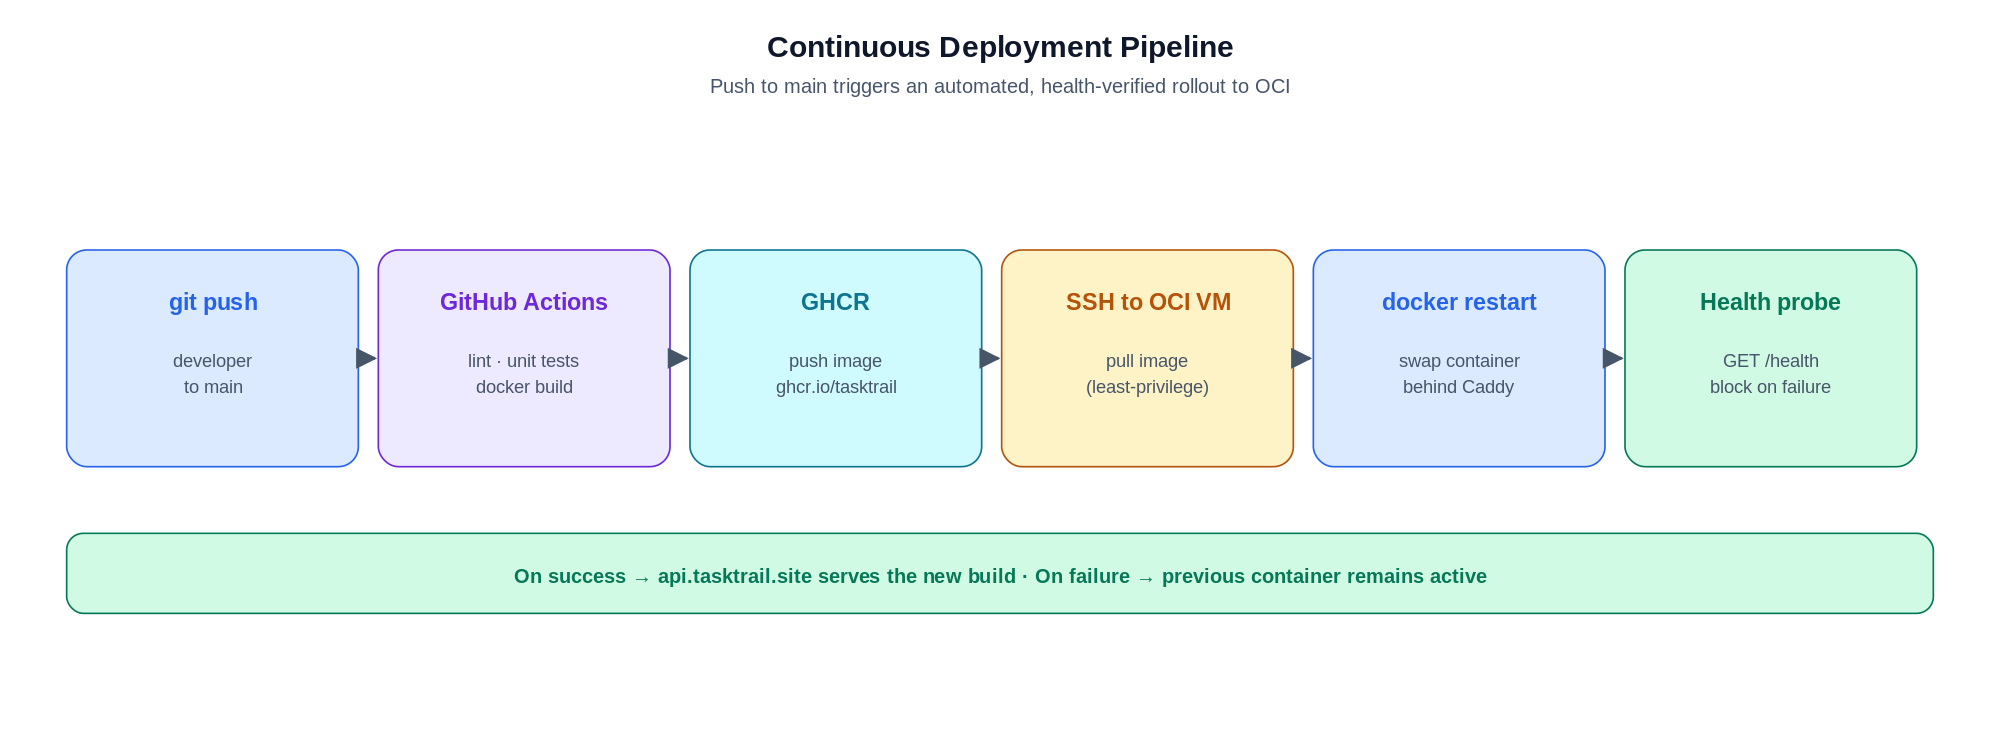 Continuous Deployment Pipeline
Push to main triggers an automated, health-verified rollout to OCI
git push
developer
to main
GitHub Actions
lint · unit tests
docker build
GHCR
push image
ghcr.io/tasktrail
SSH to OCI VM
pull image
(least-privilege)
docker restart
swap container
behind Caddy
Health probe
GET /health
block on failure
On success → api.tasktrail.site serves the new build · On failure → previous container remains active